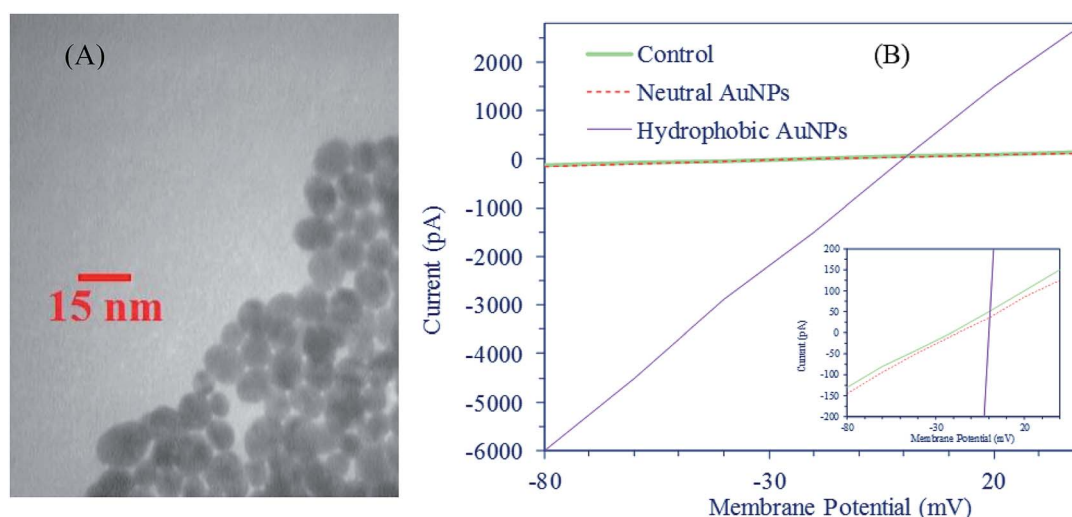 (A)
15 nm
(B)
Control
Neutral AuNPs
Hydrophobic AuNPs
Current (pA)
2000
1000
0
-1000
-2000
-3000
-4000
-5000
-6000
-80
-30
20
Membrane Potential (mV)
Current (pA)
200
150
100
50
0
-50
-100
-150
-200
-80
-30
20
Membrane Potential (mV)